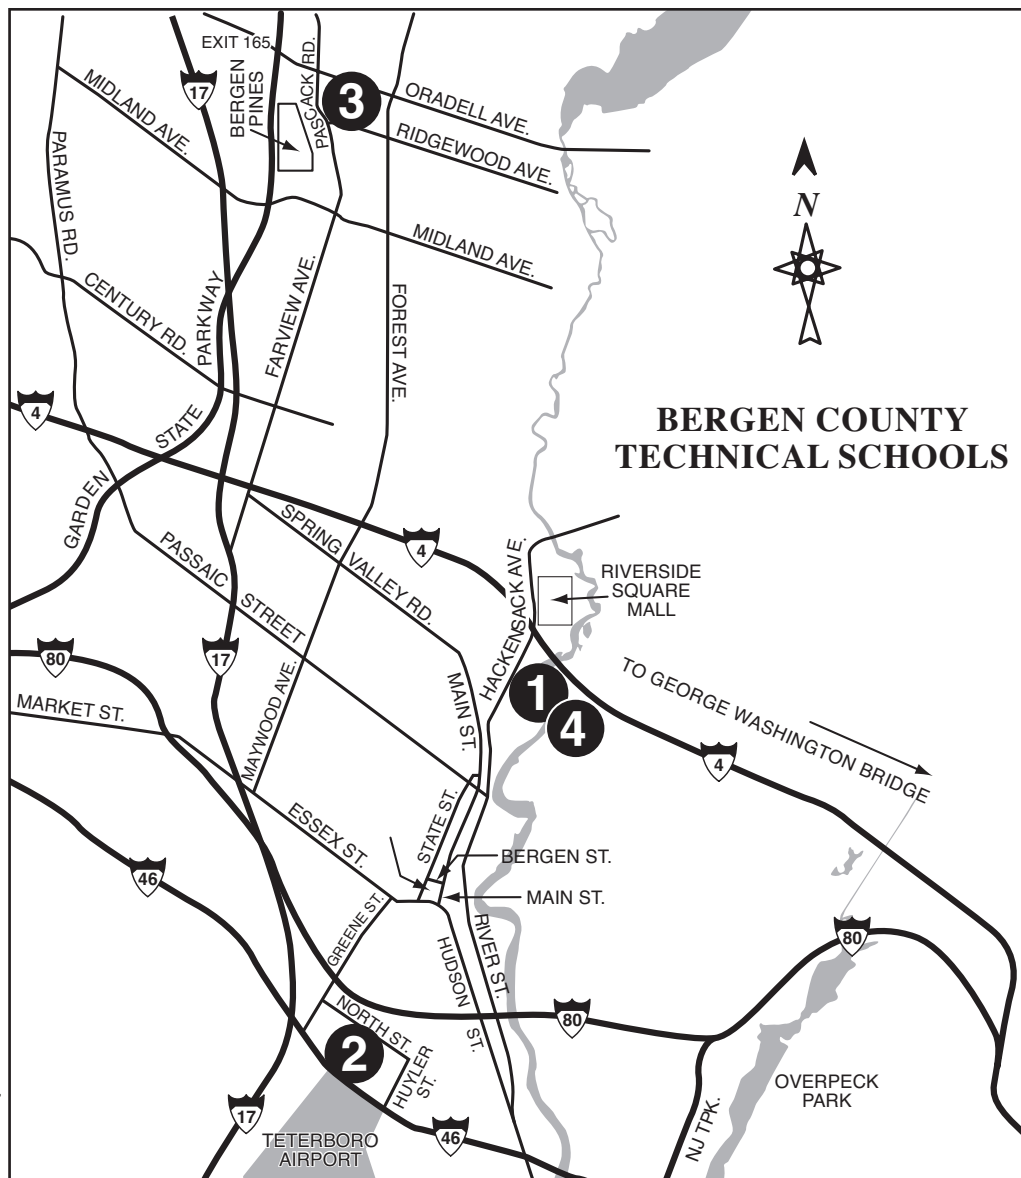 EXIT 165
17
BERGEN
PINES
PASCACK RD.
3
ORADELL AVE.
RIDGEWOOD AVE.
MIDLAND AVE.
PARAMUS RD.
N
MIDLAND AVE.
CENTURY RD.
PARKWAY
FARVIEW AVE.
FOREST AVE.
4
STATE
GARDEN
BERGEN COUNTY
TECHNICAL SCHOOLS
SPRING VALLEY RD.
4
PASSAIC STREET
HACKENSACK AVE.
RIVERSIDE
SQUARE
MALL
80
17
MAYWOOD AVE.
MAIN ST.
1
4
TO GEORGE WASHINGTON BRIDGE
MARKET ST.
4
ESSEX ST.
STATE ST.
BERGEN ST.
MAIN ST.
46
GREENE ST.
HUDSON ST.
RIVER ST.
80
80
NORTH ST.
2
HUYLER
ST.
OVERPECK
PARK
NJ TPK.
17
46
TETERBORO
AIRPORT